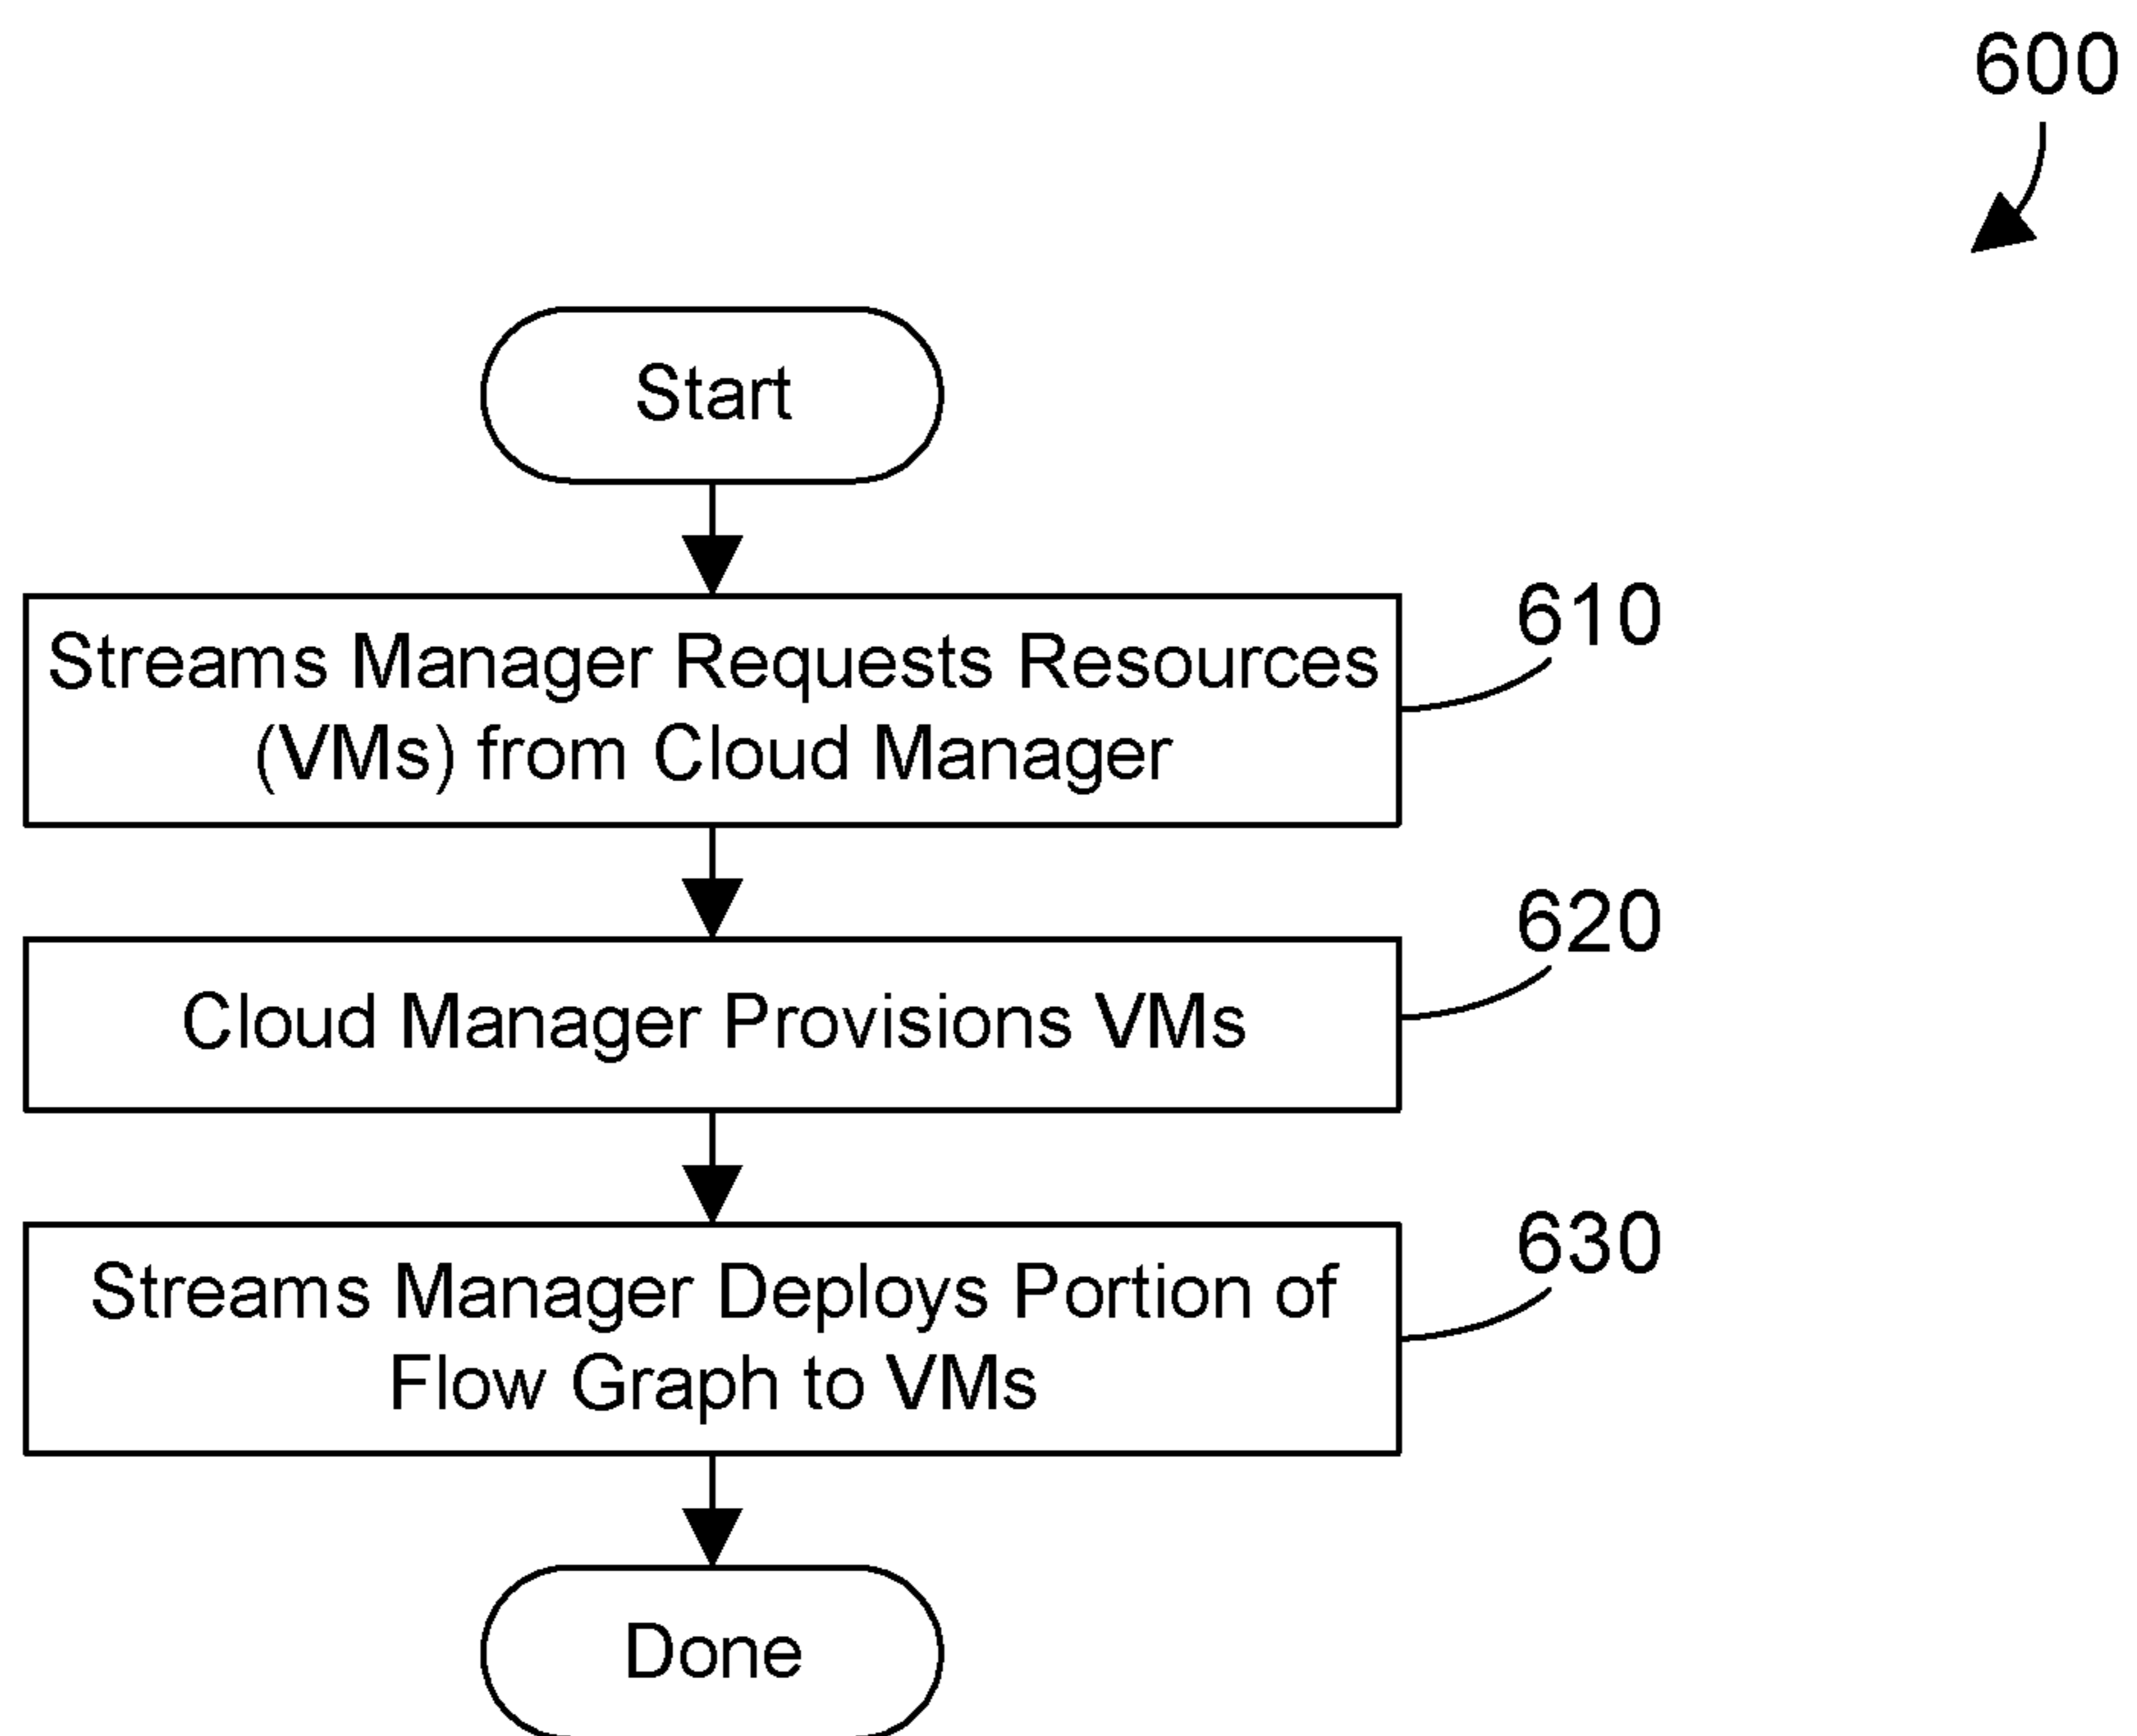 600
Start
Streams Manager Requests Resources
(VMs) from Cloud Manager
610
Cloud Manager Provisions VMs
620
Streams Manager Deploys Portion of
Flow Graph to VMs
630
Done